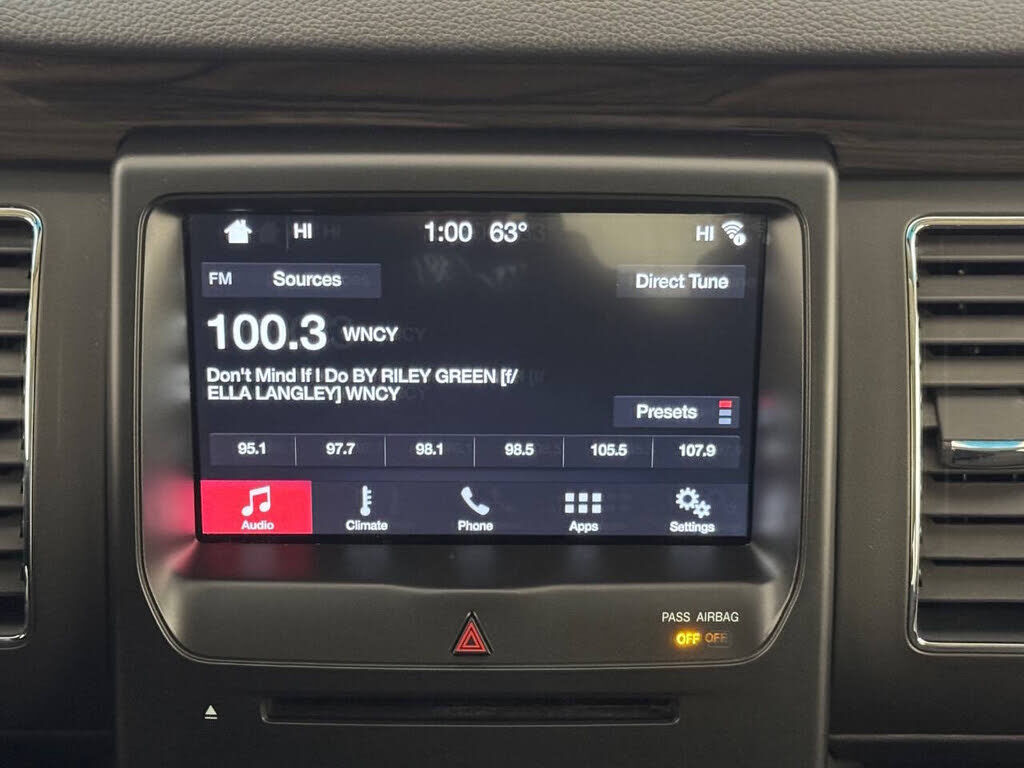 HI 1:00 63° HI
FM Sources Direct Tune
100.3 WNCY
Don't Mind If I Do BY RILEY GREEN [f/
ELLA LANGLEY] WNCY
Presets
95.1 97.7 98.1 98.5 105.5 107.9
Audio Climate Phone Apps Settings
PASS AIRBAG
OFF OFF